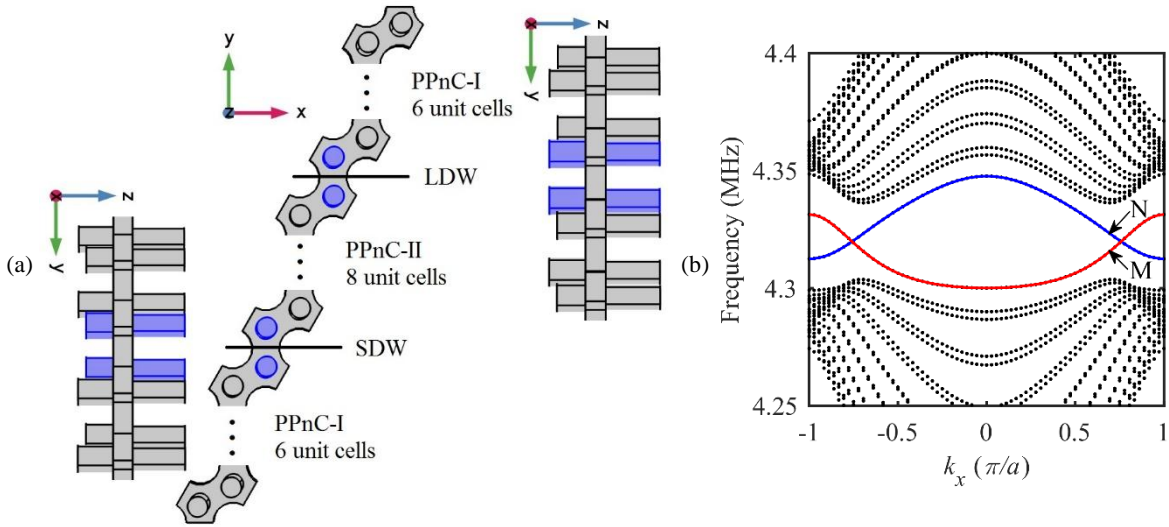 (a)
y
z
x
PPnC-I
6 unit cells
LDW
PPnC-II
8 unit cells
SDW
PPnC-I
6 unit cells
x
z
y
x
z
y
(b)
Frequency (MHz)
4.4
4.35
4.3
4.25
N
M
-1
-0.5
0
0.5
1
k_x (π/a)